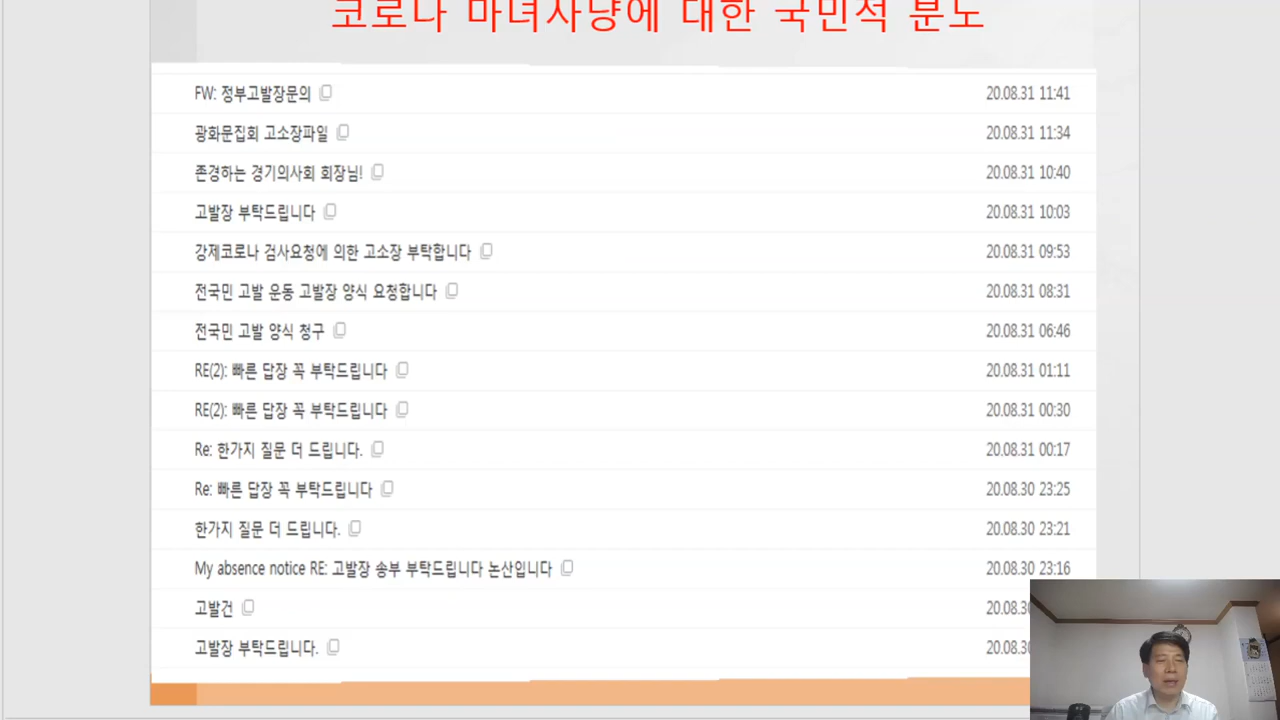 코로나 마녀사냥에 대한 국민적 분노
FW: 정부고발장문의 20.08.31 11:41
광화문집회 고소장파일 20.08.31 11:34
존경하는 경기의사회 회장님! 20.08.31 10:40
고발장 부탁드립니다 20.08.31 10:03
강제코로나 검사요청에 의한 고소장 부탁합니다 20.08.31 09:53
전국민 고발 운동 고발장 양식 요청합니다 20.08.31 08:31
전국민 고발 양식 청구 20.08.31 06:46
RE(2): 빠른 답장 꼭 부탁드립니다 20.08.31 01:11
RE(2): 빠른 답장 꼭 부탁드립니다 20.08.31 00:30
Re: 한가지 질문 더 드립니다. 20.08.31 00:17
Re: 빠른 답장 꼭 부탁드립니다 20.08.30 23:25
한가지 질문 더 드립니다. 20.08.30 23:21
My absence notice RE: 고발장 송부 부탁드립니다 논산입니다 20.08.30 23:16
고발건 20.08.30
고발장 부탁드립니다. 20.08.30